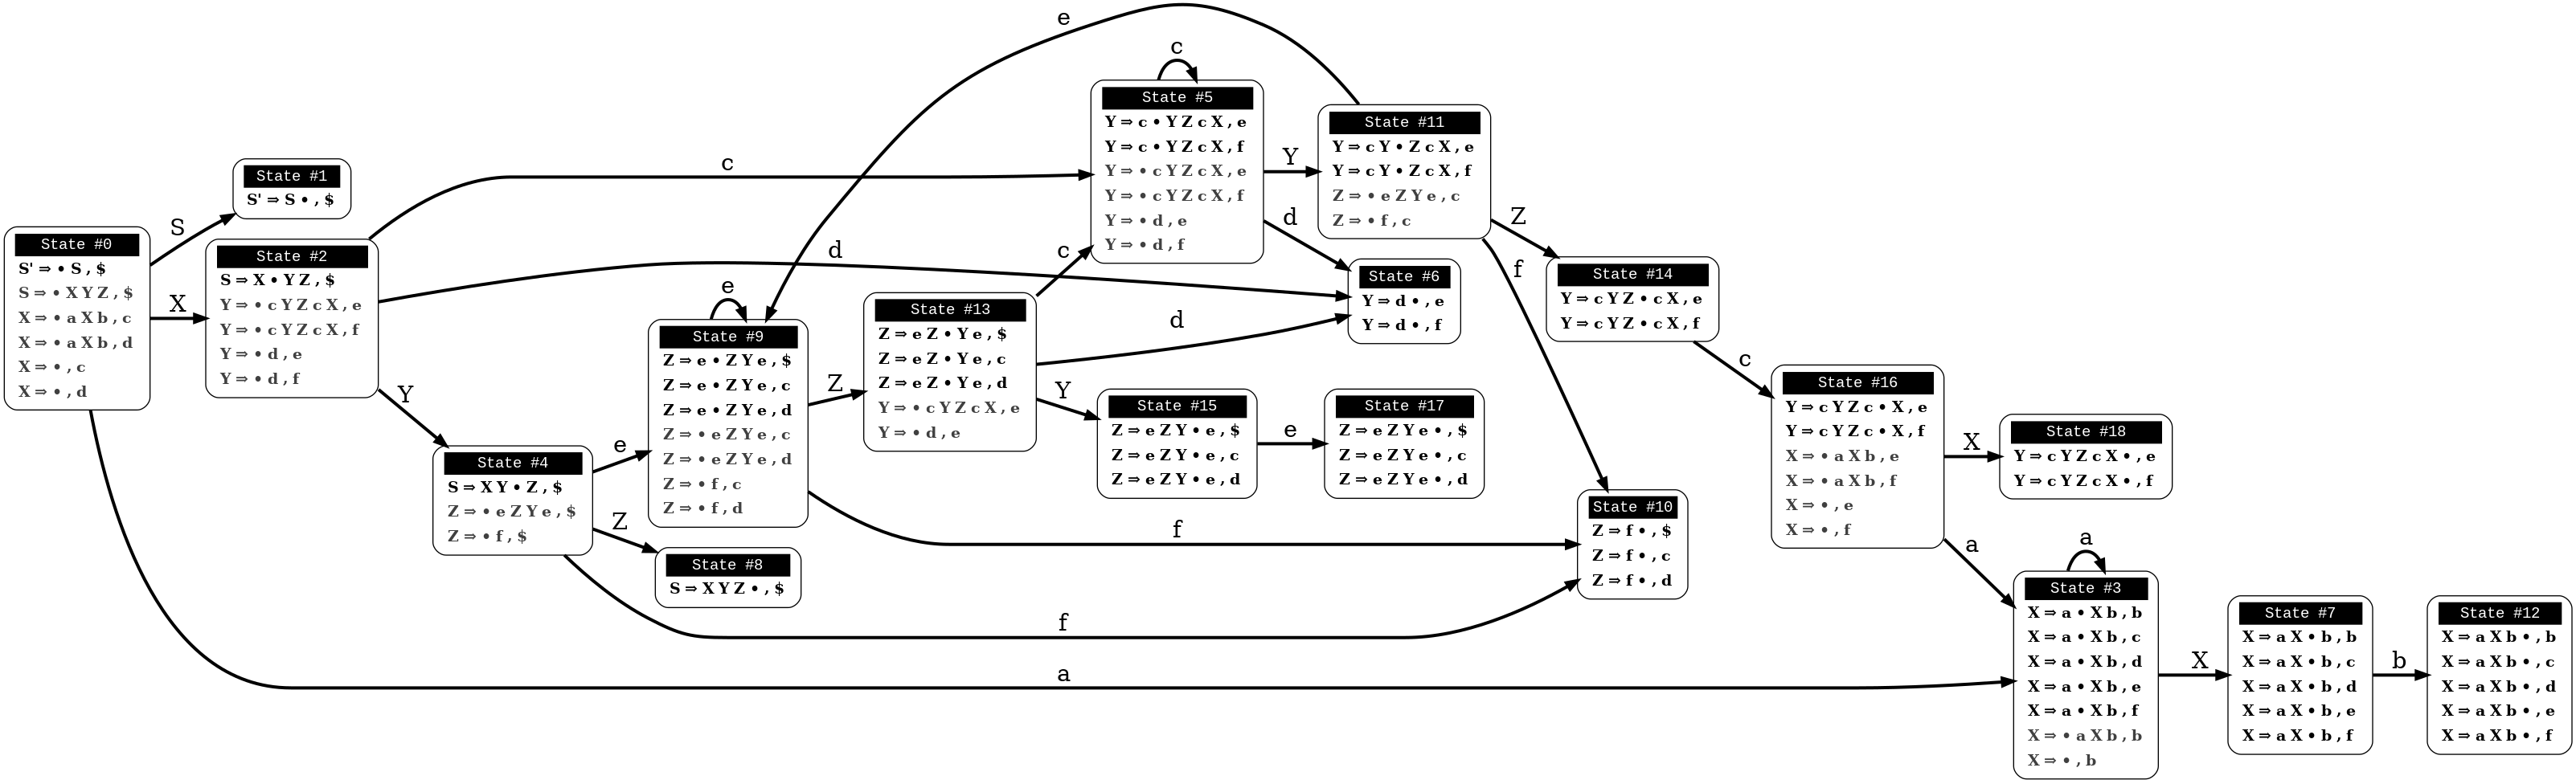 State #0
S' ⇒ • S , $
S ⇒ • X Y Z , $
X ⇒ • a X b , c
X ⇒ • a X b , d
X ⇒ • , c
X ⇒ • , d
S
X
a
State #1
S' ⇒ S • , $
State #2
S ⇒ X • Y Z , $
Y ⇒ • c Y Z c X , e
Y ⇒ • c Y Z c X , f
Y ⇒ • d , e
Y ⇒ • d , f
c
d
Y
State #4
S ⇒ X Y • Z , $
Z ⇒ • e Z Y e , $
Z ⇒ • f , $
e
Z
f
State #9
Z ⇒ e • Z Y e , $
Z ⇒ e • Z Y e , c
Z ⇒ e • Z Y e , d
Z ⇒ • e Z Y e , c
Z ⇒ • e Z Y e , d
Z ⇒ • f , c
Z ⇒ • f , d
e
Z
f
State #8
S ⇒ X Y Z • , $
State #13
Z ⇒ e Z • Y e , $
Z ⇒ e Z • Y e , c
Z ⇒ e Z • Y e , d
Y ⇒ • c Y Z c X , e
Y ⇒ • d , e
c
d
Y
State #5
Y ⇒ c • Y Z c X , e
Y ⇒ c • Y Z c X , f
Y ⇒ • c Y Z c X , e
Y ⇒ • c Y Z c X , f
Y ⇒ • d , e
Y ⇒ • d , f
c
Y
d
State #15
Z ⇒ e Z Y • e , $
Z ⇒ e Z Y • e , c
Z ⇒ e Z Y • e , d
e
State #11
Y ⇒ c Y • Z c X , e
Y ⇒ c Y • Z c X , f
Z ⇒ • e Z Y e , c
Z ⇒ • f , c
e
Z
f
State #6
Y ⇒ d • , e
Y ⇒ d • , f
State #17
Z ⇒ e Z Y e • , $
Z ⇒ e Z Y e • , c
Z ⇒ e Z Y e • , d
State #14
Y ⇒ c Y Z • c X , e
Y ⇒ c Y Z • c X , f
c
State #10
Z ⇒ f • , $
Z ⇒ f • , c
Z ⇒ f • , d
State #16
Y ⇒ c Y Z c • X , e
Y ⇒ c Y Z c • X , f
X ⇒ • a X b , e
X ⇒ • a X b , f
X ⇒ • , e
X ⇒ • , f
X
a
State #18
Y ⇒ c Y Z c X • , e
Y ⇒ c Y Z c X • , f
State #3
X ⇒ a • X b , b
X ⇒ a • X b , c
X ⇒ a • X b , d
X ⇒ a • X b , e
X ⇒ a • X b , f
X ⇒ • a X b , b
X ⇒ • , b
a
X
State #7
X ⇒ a X • b , b
X ⇒ a X • b , c
X ⇒ a X • b , d
X ⇒ a X • b , e
X ⇒ a X • b , f
b
State #12
X ⇒ a X b • , b
X ⇒ a X b • , c
X ⇒ a X b • , d
X ⇒ a X b • , e
X ⇒ a X b • , f